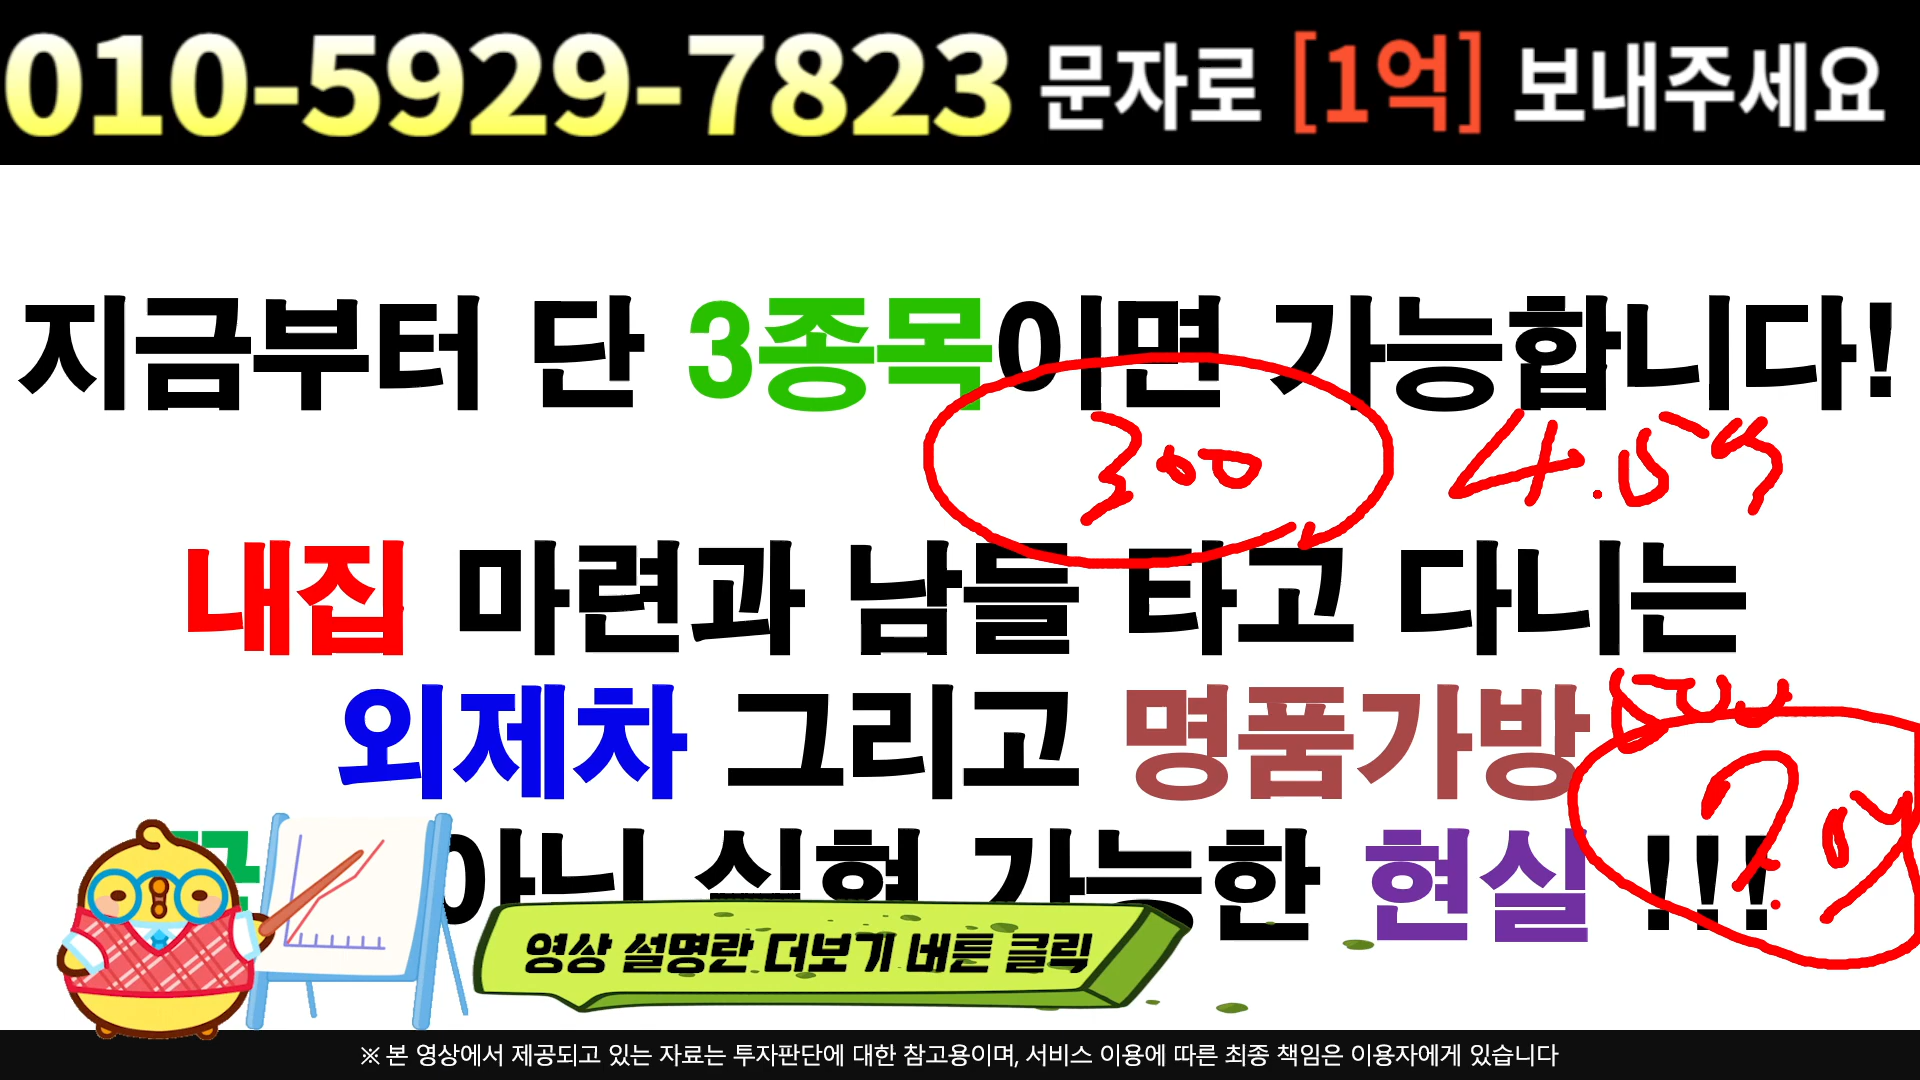 010-5929-7823 문자로 [1억] 보내주세요
지금부터 단 3종목이면 가능합니다!
300
4.5억
내집 마련과 남들 타고 다니는
외제차 그리고 명품가방
아닌 실현 가능한 현실 !!!
영상 설명란 더보기 버튼 클릭
※ 본 영상에서 제공되고 있는 자료는 투자판단에 대한 참고용이며, 서비스 이용에 따른 최종 책임은 이용자에게 있습니다